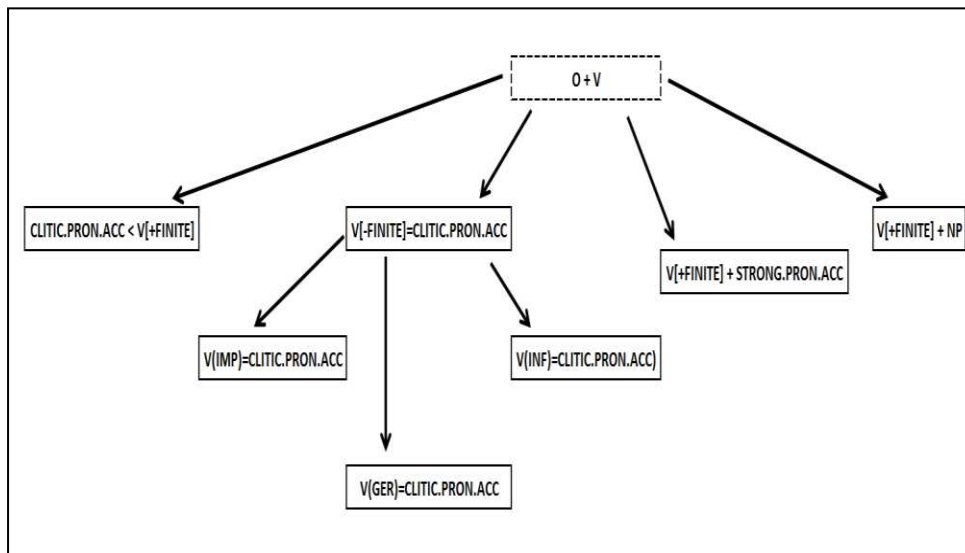 O + V
CLITIC.PRON.ACC < V[+FINITE]
V[-FINITE]=CLITIC.PRON.ACC
V[+FINITE] + NP
V[+FINITE] + STRONG.PRON.ACC
V(IMP)=CLITIC.PRON.ACC
V(INF)=CLITIC.PRON.ACC)
V(GER)=CLITIC.PRON.ACC